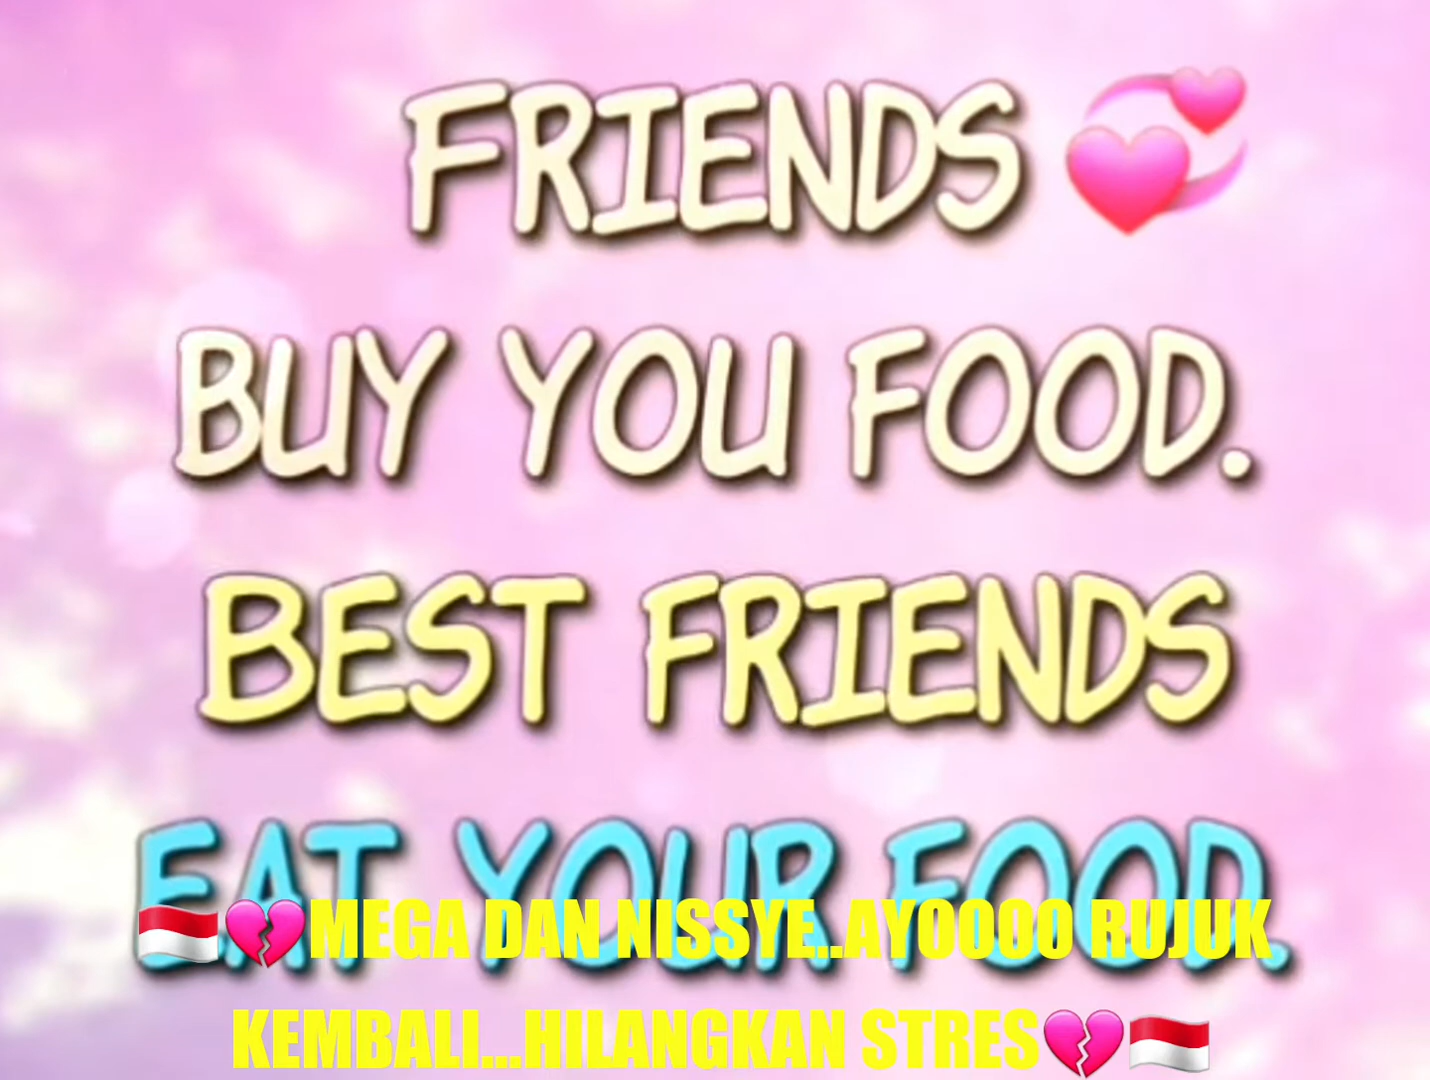 FRIENDS 💞
BUY YOU FOOD.
BEST FRIENDS
EAT YOUR FOOD.
🇮🇩💔MEGA DAN NISSYE..AYOOOO RUJUK
KEMBALI...HILANGKAN STRES💔🇮🇩